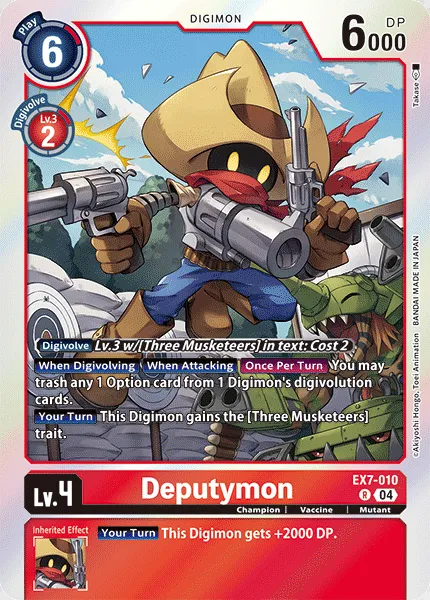 DIGIMON
Play
6
DP
6000
Digivolve
Lv.3
2
Takase
Digivolve Lv.3 w/[Three Musketeers] in text: Cost 2
When Digivolving When Attacking Once Per Turn You may
trash any 1 Option card from 1 Digimon's digivolution
cards.
Your Turn This Digimon gains the [Three Musketeers]
trait.
©Akiyoshi Hongo, Toei Animation BANDAI MADE IN JAPAN
Lv.4
Deputymon
EX7-010
R 04
Champion | Vaccine | Mutant
Inherited Effect
Your Turn This Digimon gets +2000 DP.